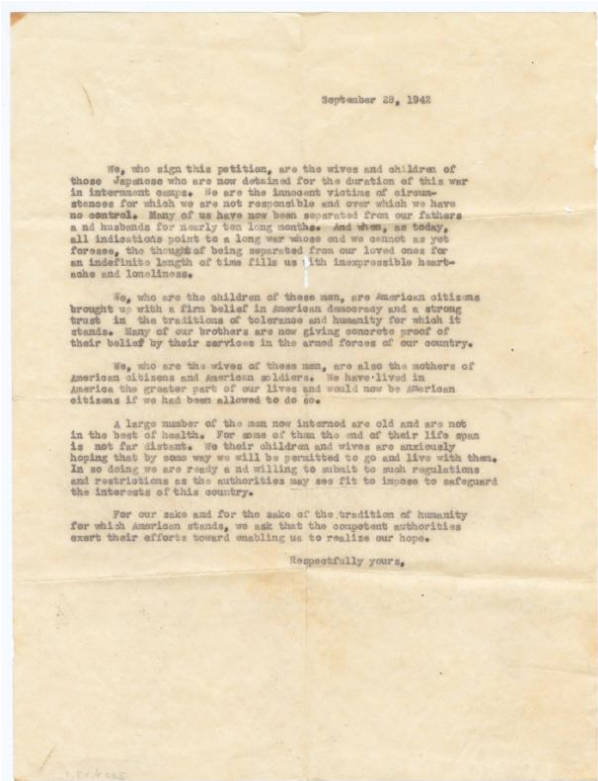 September 28, 1942
We, who sign this petition, are the wives and children of
those Japanese who are now detained for the duration of this war
in internment camps. We are the innocent victims of circum-
stances for which we are not responsible and over which we have
no control. Many of us have now been separated from our fathers
a nd husbands for nearly ten long months. And when, as today,
all indications point to a long war whose end we cannot as yet
foresee, the thought of being separated from our loved ones for
an indefinite length of time fills us with inexpressible heart-
ache and loneliness.
We, who are the children of these men, are American citizens
brought up with a firm belief in American democracy and a strong
trust in the traditions of tolerance and humanity for which it
stands. Many of our brothers are now giving concrete proof of
their belief by their services in the armed forces of our country.
We, who are the wives of these men, are also the mothers of
American citizens and American soldiers. We have lived in
America the greater part of our lives and would now be American
citizens if we had been allowed to do so.
A large number of the men now interned are old and are not
in the best of health. For some of them the end of their life span
is not far distant. We their children and wives are anxiously
hoping that by some way we will be permitted to go and live with them.
In so doing we are ready a nd willing to submit to such regulations
and restrictions as the authorities may see fit to impose to safeguard
the interests of this country.
For our sake and for the sake of the tradition of humanity
for which American stands, we ask that the competent authorities
exert their efforts toward enabling us to realize our hope.
Respectfully yours,